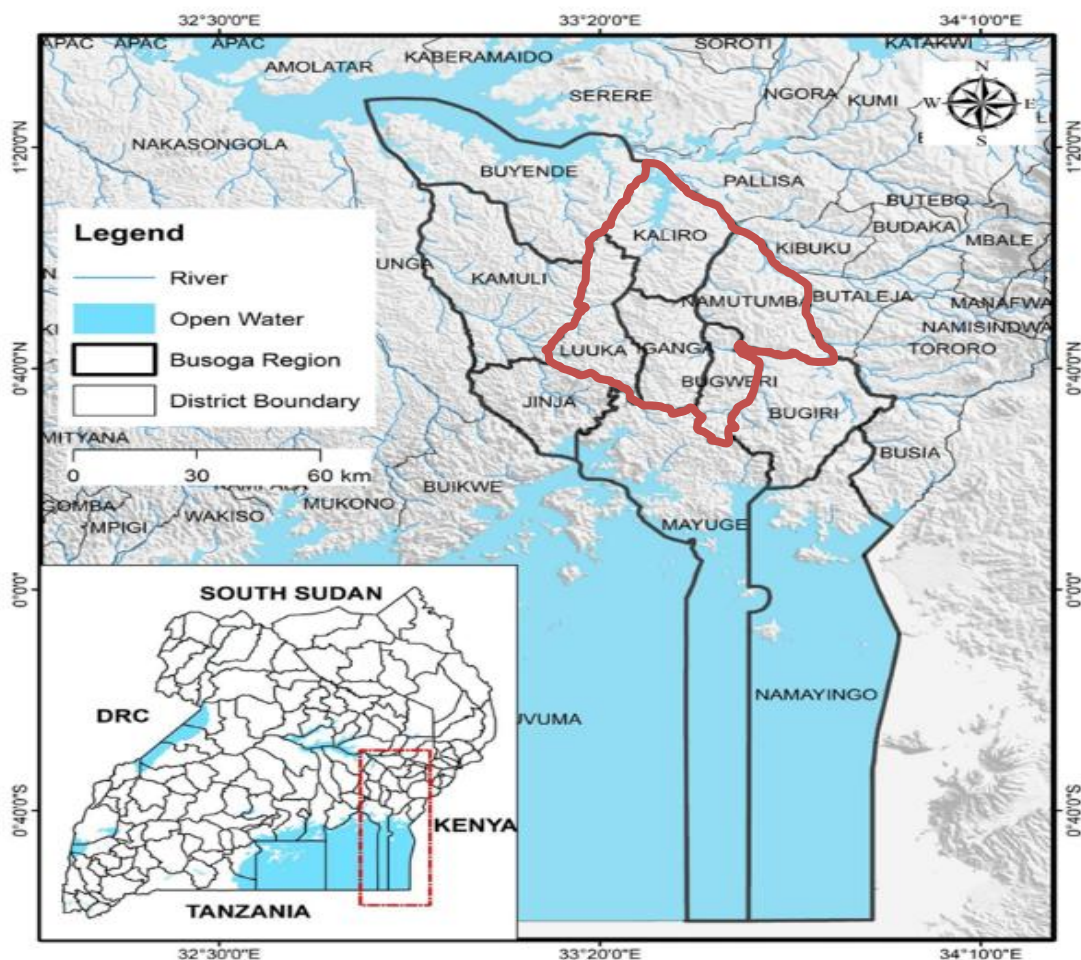 32°30'0"E 33°20'0"E 34°10'0"E
APAC APAC APAC SOROTI KATAKWI
KABERAMAIDO
AMOLATAR
SERERE
NGORA
KUMI
N
W E
S
1°20'0"N 1°20'0"N
NAKASONGOLA
BUYENDE
PALLISA
BUTEBO
BUDAKA
MBALE
KALIRO
KIBUKU
UNGA
KAMULI
NAMUTUMBA
BUTALEJA
MANAFWA
NAMISINDWA
TORORO
LUUKA
IGANGA
0°40'0"N 0°40'0"N
BUGWERI
JINJA
BUGIRI
BUSIA
Legend
River
Open Water
Busoga Region
District Boundary
MITYANA
0 30 60 km
KAMPALA
BUIKWE
MUKONO
GOMBA
WAKISO
MPIGI
MAYUGE
0°0'0" 0°0'0"
SOUTH SUDAN
DRC
UVUMA
NAMAYINGO
KENYA
TANZANIA
0°40'0"S 0°40'0"S
32°30'0"E 33°20'0"E 34°10'0"E